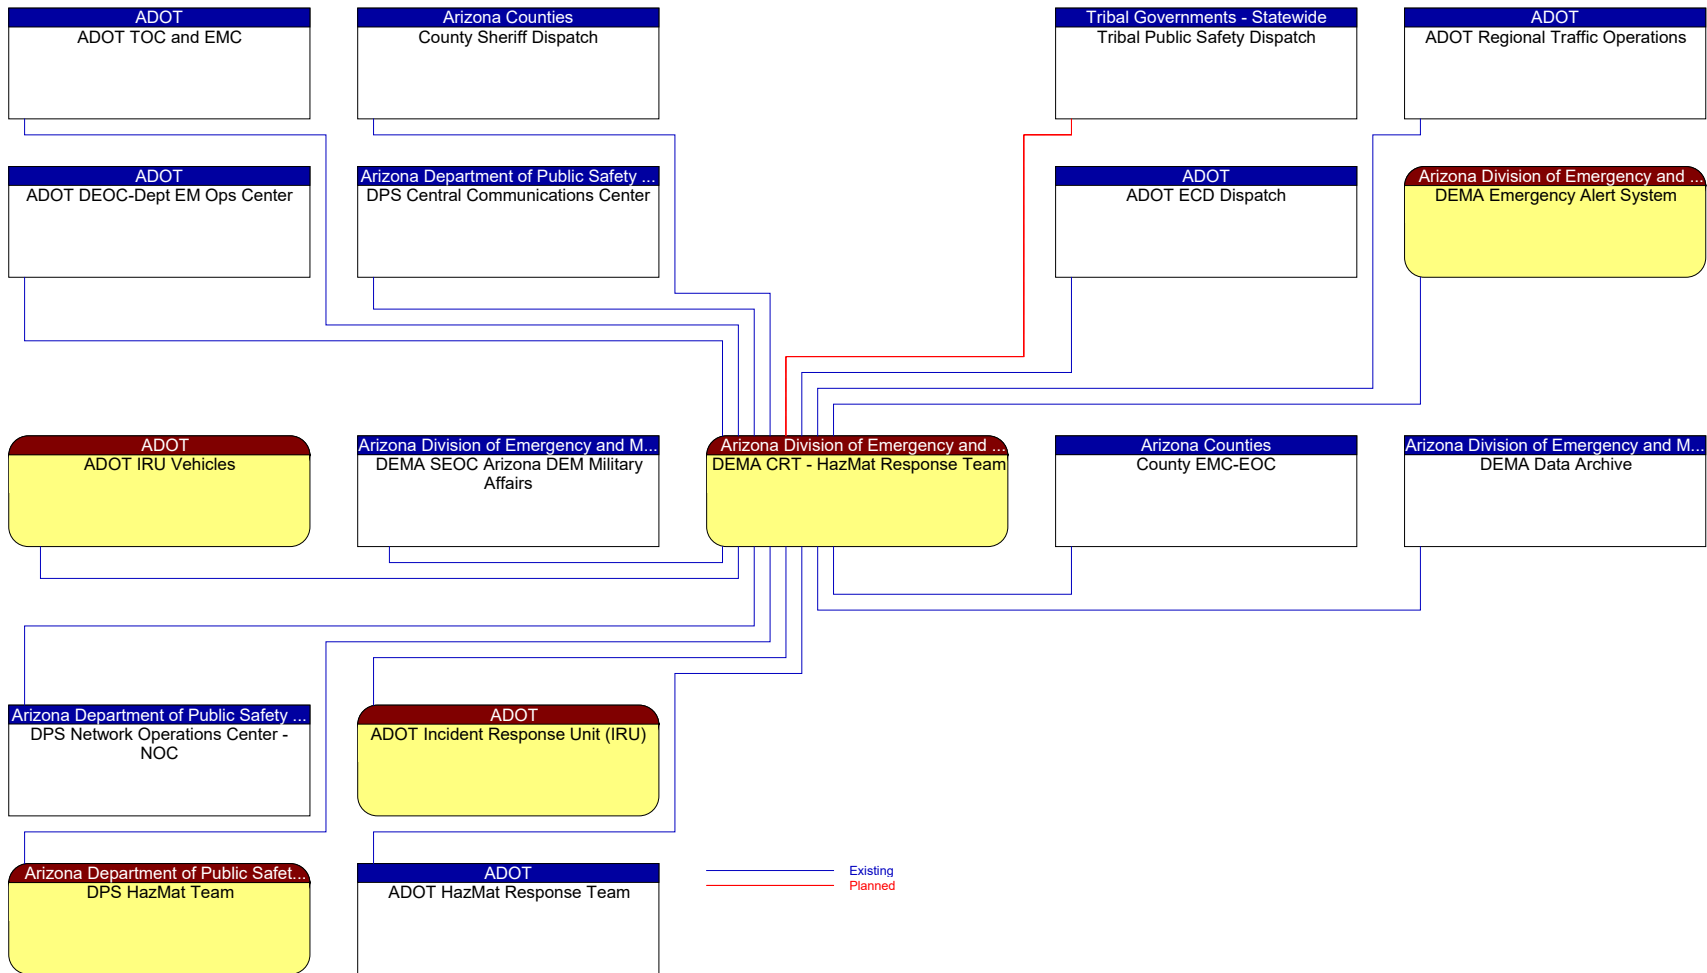 ADOT
ADOT TOC and EMC
Arizona Counties
County Sheriff Dispatch
Tribal Governments - Statewide
Tribal Public Safety Dispatch
ADOT
ADOT Regional Traffic Operations
ADOT
ADOT DEOC-Dept EM Ops Center
Arizona Department of Public Safety ...
DPS Central Communications Center
ADOT
ADOT ECD Dispatch
Arizona Division of Emergency and ...
DEMA Emergency Alert System
ADOT
ADOT IRU Vehicles
Arizona Division of Emergency and M...
DEMA SEOC Arizona DEM Military
Affairs
Arizona Division of Emergency and ...
DEMA CRT - HazMat Response Team
Arizona Counties
County EMC-EOC
Arizona Division of Emergency and M...
DEMA Data Archive
Arizona Department of Public Safety ...
DPS Network Operations Center -
NOC
ADOT
ADOT Incident Response Unit (IRU)
Arizona Department of Public Safet...
DPS HazMat Team
ADOT
ADOT HazMat Response Team
Existing
Planned